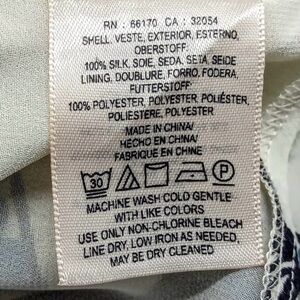 RN : 66170 CA : 32054
SHELL, VESTE, EXTERIOR, ESTERNO,
OBERSTOFF:
100% SILK, SOIE, SEDA, SETA, SEIDE
LINING, DOUBLURE, FORRO, FODERA,
FUTTERSTOFF:
100% POLYESTER, POLYESTER, POLIÉSTER,
POLIESTERE, POLYESTER
MADE IN CHINA/
HECHO EN CHINA/
FABRIQUÉ EN CHINE
30 P
MACHINE WASH COLD GENTLE
WITH LIKE COLORS
USE ONLY NON-CHLORINE BLEACH
LINE DRY, LOW IRON AS NEEDED,
MAY BE DRY CLEANED